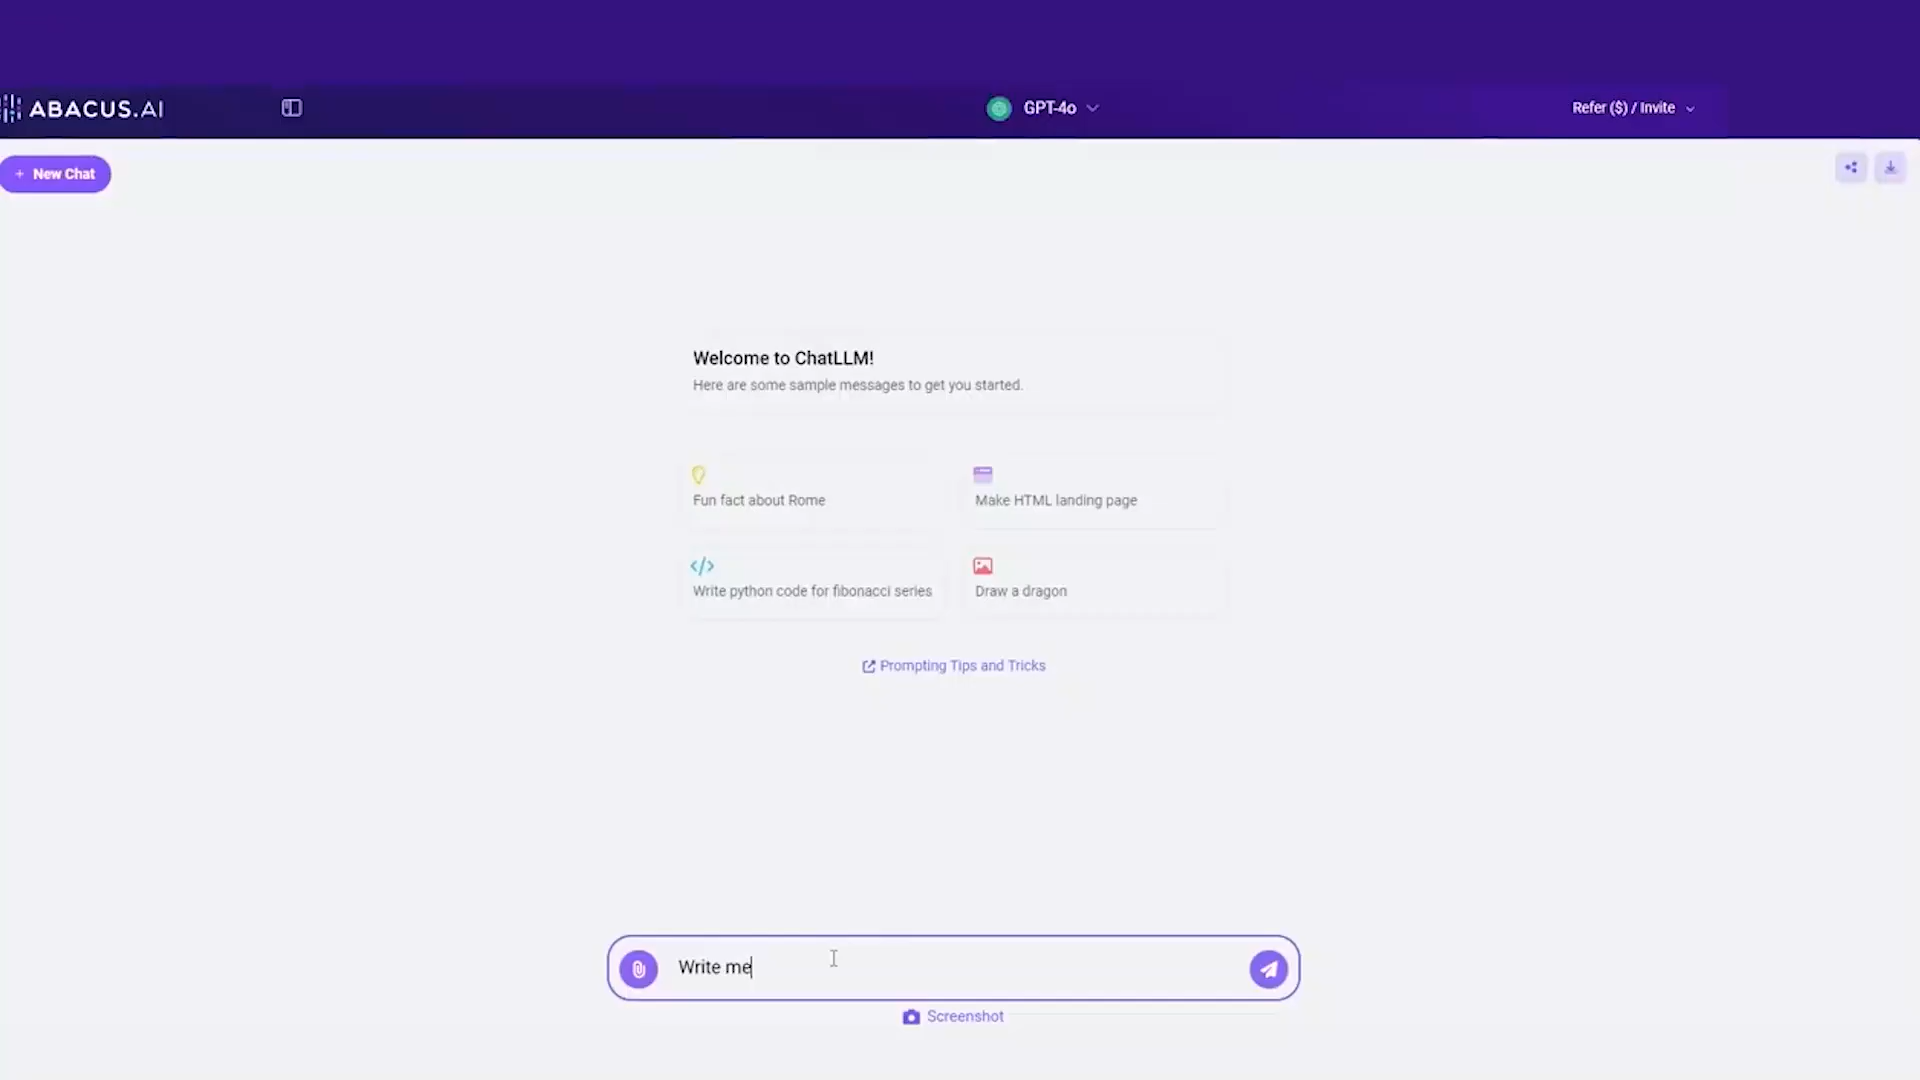 ABACUS.AI
GPT-4o
Refer ($) / Invite
+ New Chat
Welcome to ChatLLM!
Here are some sample messages to get you started.
Fun fact about Rome
Make HTML landing page
</>
Write python code for fibonacci series
Draw a dragon
Prompting Tips and Tricks
Write me
Screenshot